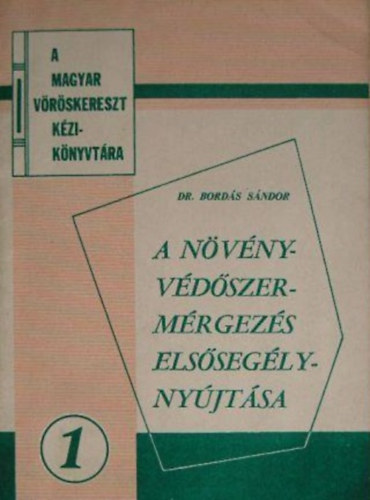 A
MAGYAR
VÖRÖSKERESZT
KÉZI-
KÖNYVTÁRA
DR. BORDÁS SÁNDOR
A NÖVÉNY-
VÉDŐSZER-
MÉRGEZÉS
ELSŐSEGÉLY-
NYÚJTÁSA
1